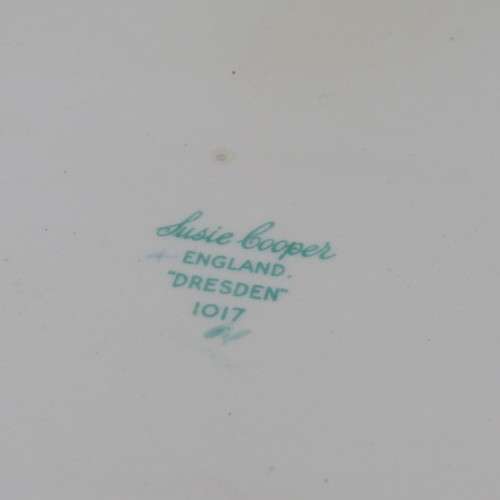 Susie Cooper
ENGLAND.
"DRESDEN"
1017